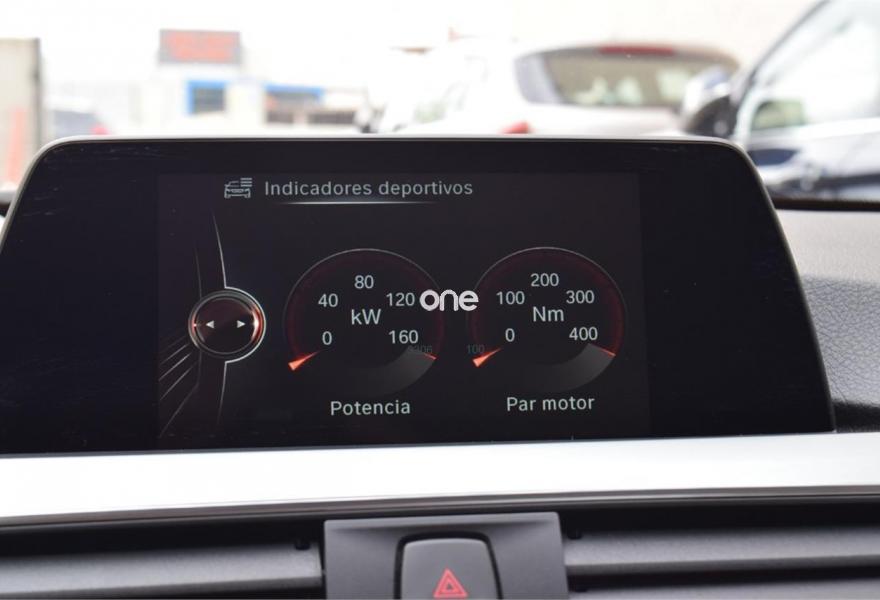 Indicadores deportivos
80
40
120
kW
0
160
Potencia
200
100
300
Nm
0
400
Par motor
one